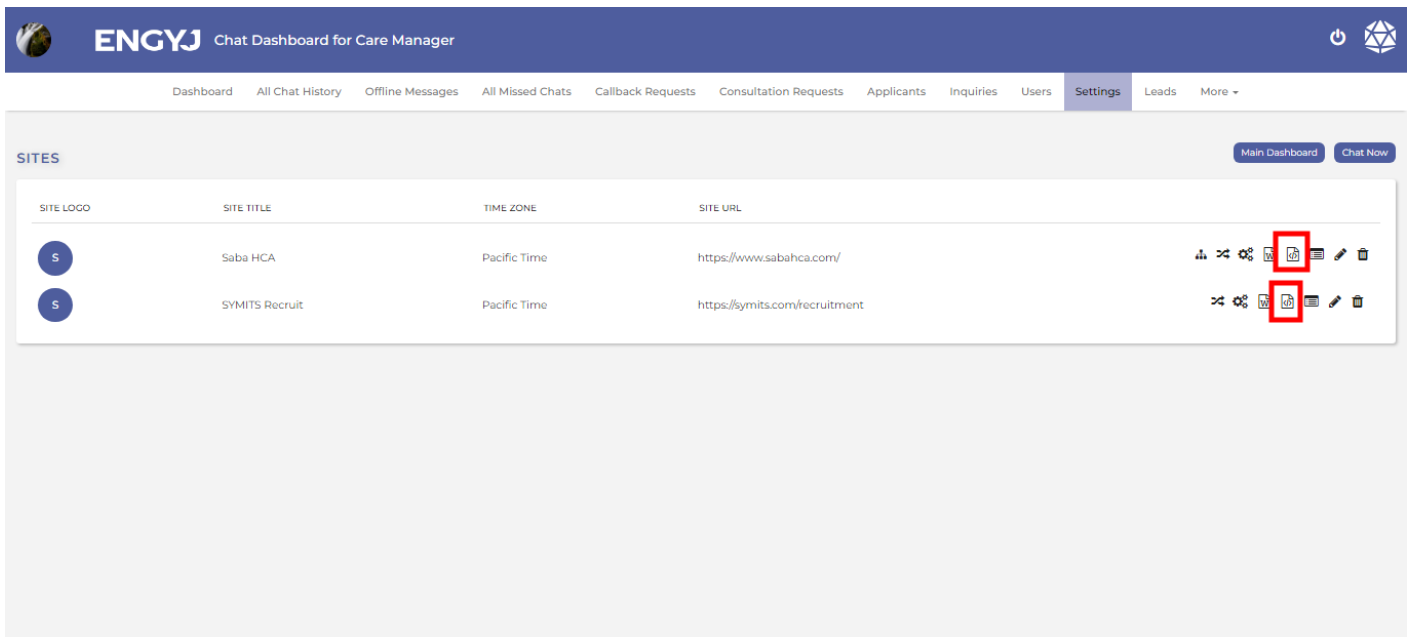 ENGYJ Chat Dashboard for Care Manager
Dashboard All Chat History Offline Messages All Missed Chats Callback Requests Consultation Requests Applicants Inquiries Users Settings Leads More
SITES Main Dashboard Chat Now
SITE LOGO SITE TITLE TIME ZONE SITE URL
S Saba HCA Pacific Time https://www.sabahca.com/
S SYMITS Recruit Pacific Time https://symits.com/recruitment